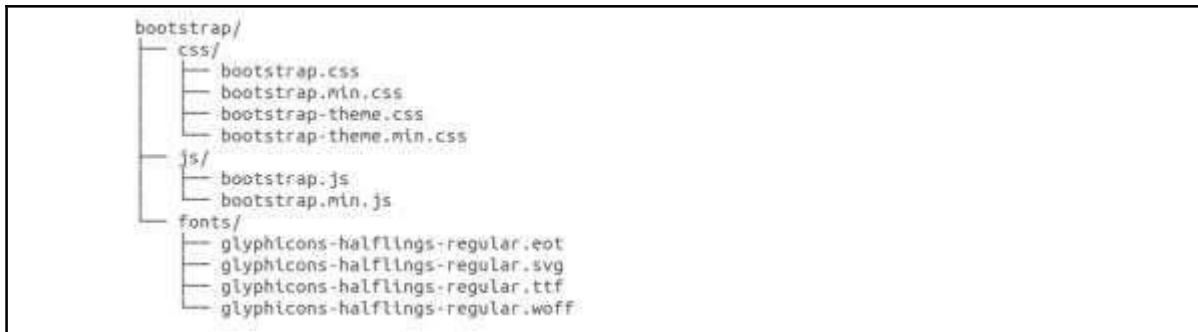 bootstrap/
├── css/
│   ├── bootstrap.css
│   ├── bootstrap.min.css
│   ├── bootstrap-theme.css
│   └── bootstrap-theme.min.css
├── js/
│   ├── bootstrap.js
│   └── bootstrap.min.js
└── fonts/
    ├── glyphicons-halflings-regular.eot
    ├── glyphicons-halflings-regular.svg
    ├── glyphicons-halflings-regular.ttf
    └── glyphicons-halflings-regular.woff